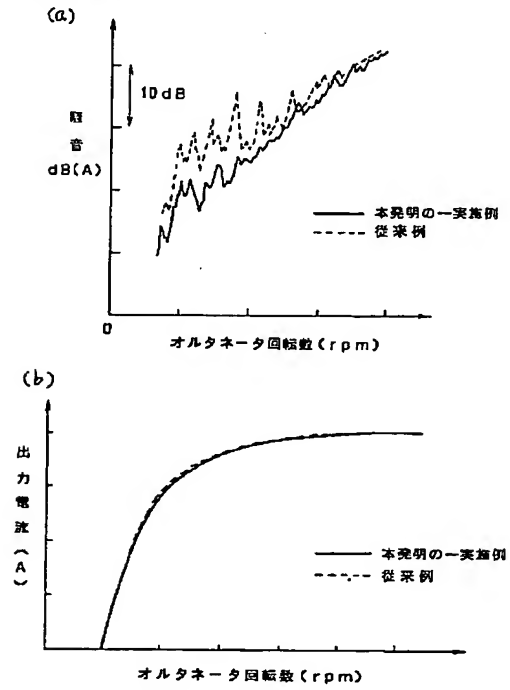 (a)
10dB
騒音
dB(A)
本発明の一実施例
従来例
0
オルタネータ回転数(rpm)
(b)
出力電流(A)
本発明の一実施例
従来例
オルタネータ回転数(rpm)